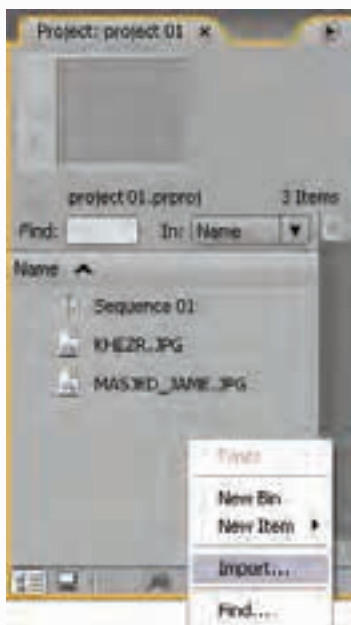 Project: project 01 ×
project 01.prproj 3 Items
Find: In: Name
Name
Sequence 01
KHEZR.JPG
MASJED_JAME.JPG
Paste
New Bin
New Item
Import...
Find...